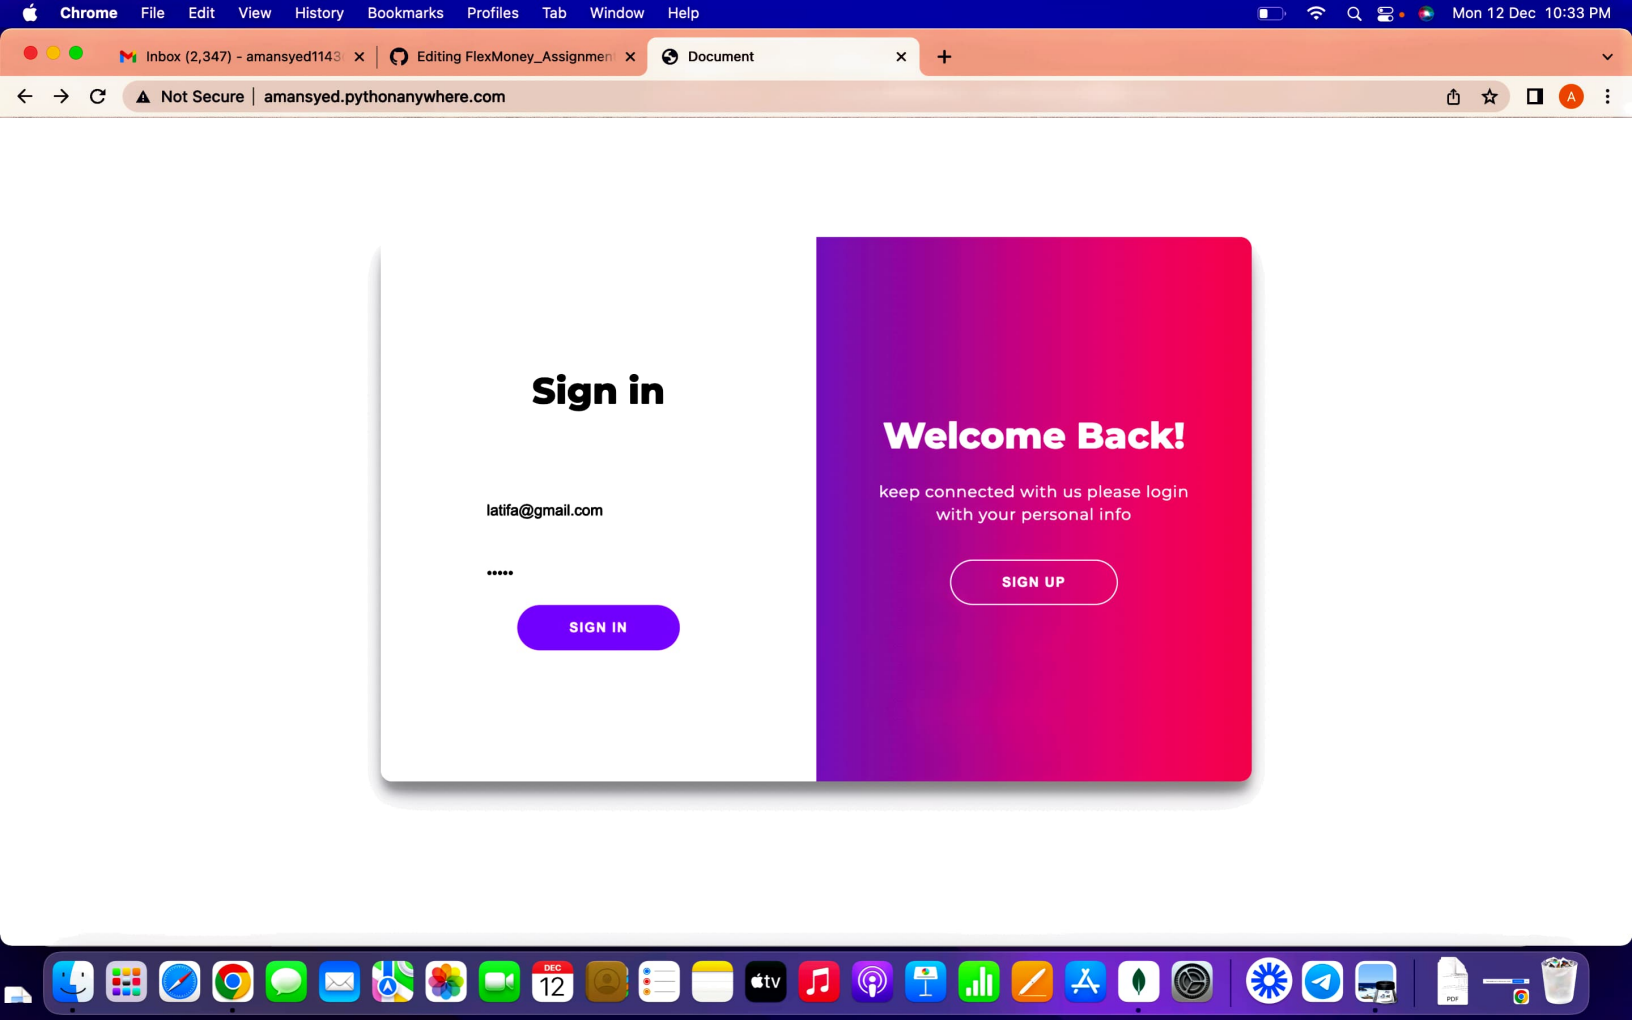 Chrome File Edit View History Bookmarks Profiles Tab Window Help Mon 12 Dec 10:33 PM
Inbox (2,347) - amansyed1143 Editing FlexMoney_Assignmen Document
Not Secure amansyed.pythonanywhere.com A
Sign in
latifa@gmail.com
•••••
SIGN IN
Welcome Back!
keep connected with us please login
with your personal info
SIGN UP
DEC
12
tv
PDF